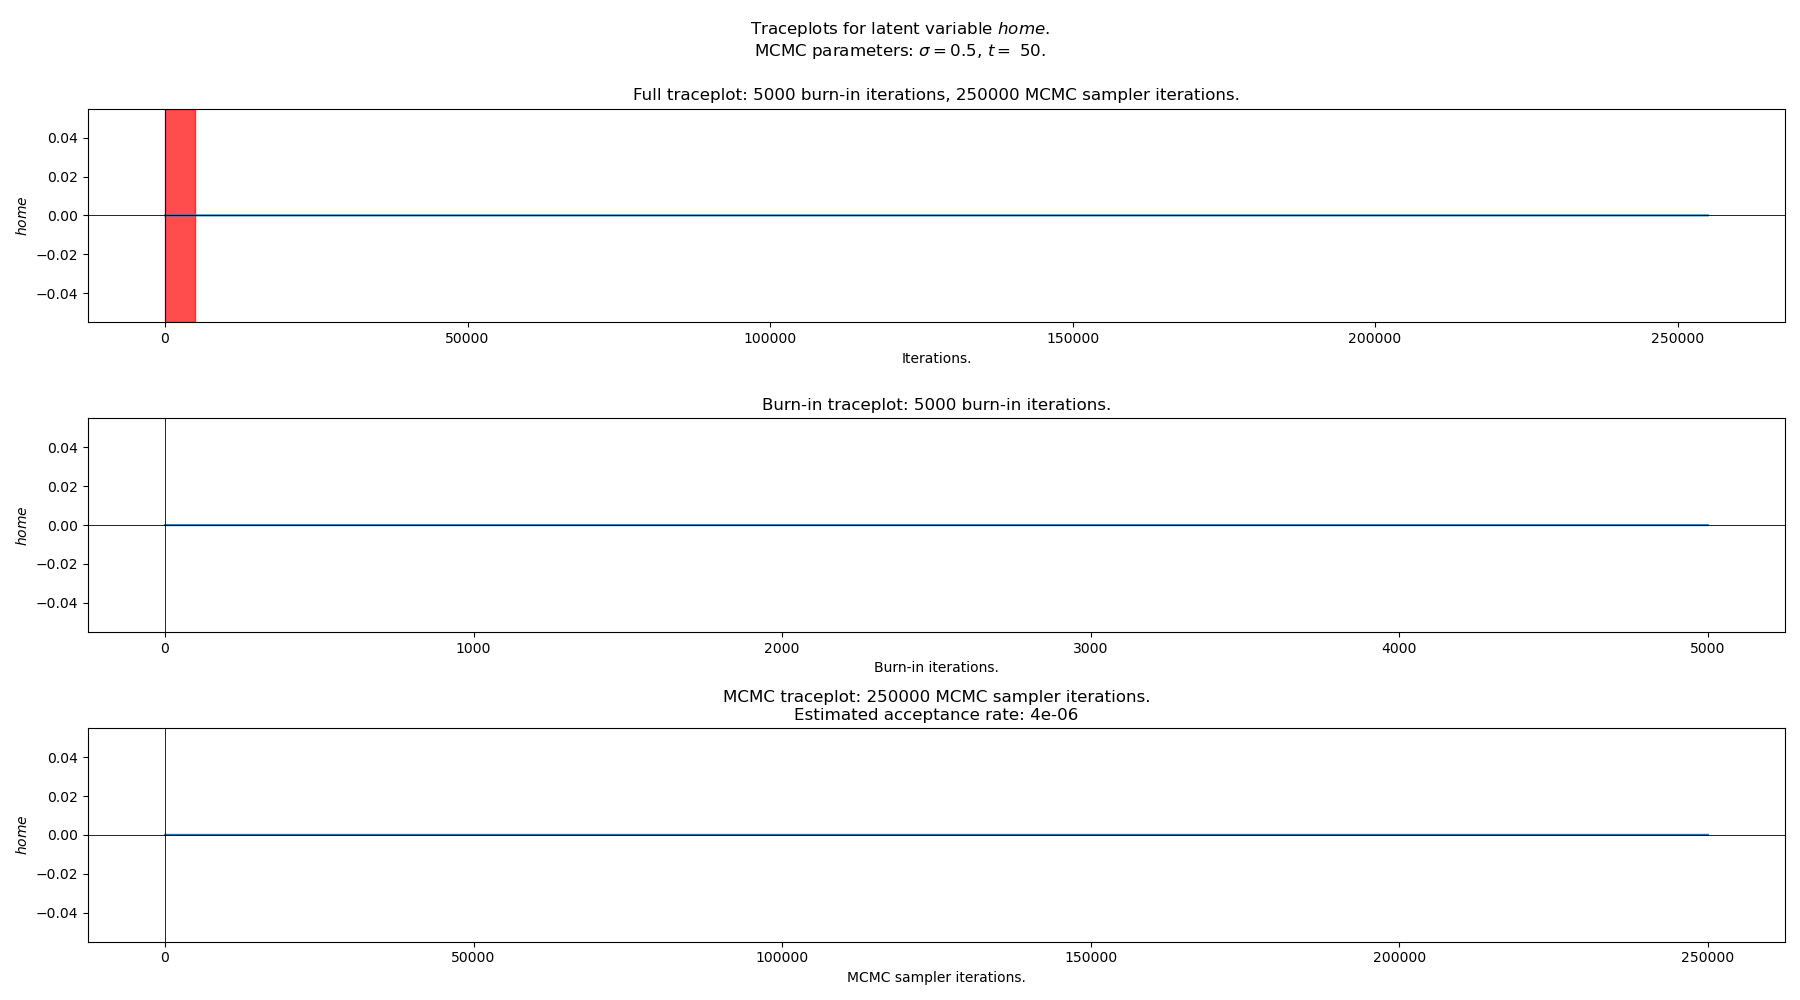 Traceplots for latent variable home.
MCMC parameters: σ = 0.5, t = 50.
Full traceplot: 5000 burn-in iterations, 250000 MCMC sampler iterations.
0.04
0.02
0.00
−0.02
−0.04
home
0 50000 100000 150000 200000 250000
Iterations.
Burn-in traceplot: 5000 burn-in iterations.
0.04
0.02
0.00
−0.02
−0.04
home
0 1000 2000 3000 4000 5000
Burn-in iterations.
MCMC traceplot: 250000 MCMC sampler iterations.
Estimated acceptance rate: 4e-06
0.04
0.02
0.00
−0.02
−0.04
home
0 50000 100000 150000 200000 250000
MCMC sampler iterations.